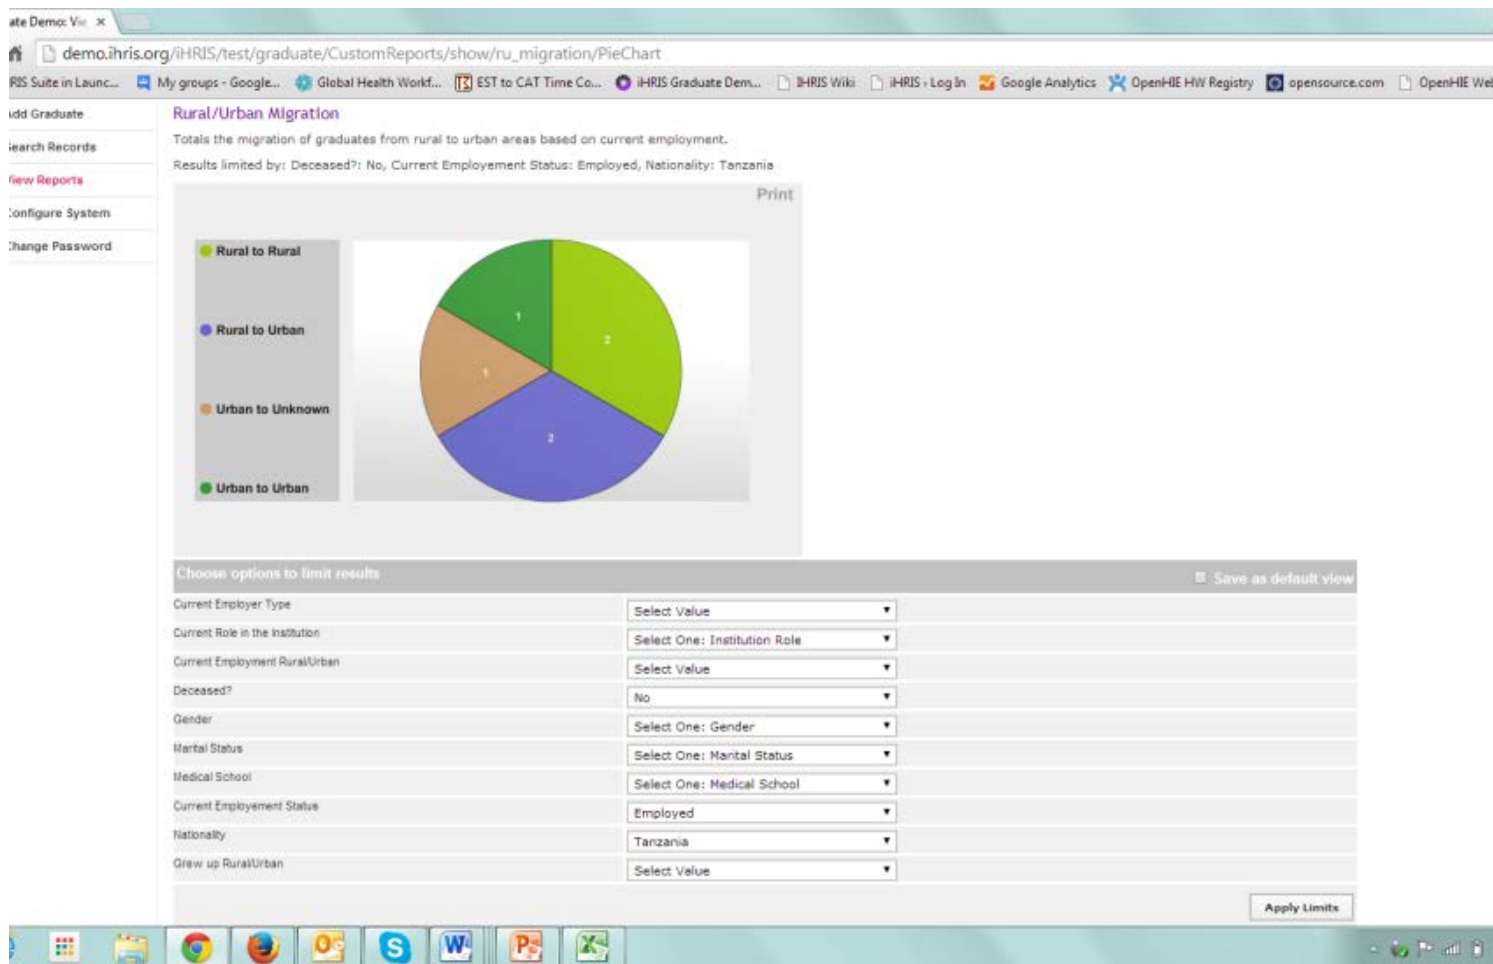 ate Demo: Vie ×
demo.ihris.org/iHRIS/test/graduate/CustomReports/show/ru_migration/PieChart
RIS Suite in Launc... My groups - Google... Global Health Workf... EST to CAT Time Co... iHRIS Graduate Dem... IHRIS Wiki iHRIS - Log In Google Analytics OpenHIE HW Registry opensource.com OpenHIE Wel
Add Graduate
Search Records
View Reports
Configure System
Change Password
Rural/Urban Migration
Totals the migration of graduates from rural to urban areas based on current employment.
Results limited by: Deceased?: No, Current Employement Status: Employed, Nationality: Tanzania
Print
Rural to Rural
Rural to Urban
Urban to Unknown
Urban to Urban
1
2
1
2
Choose options to limit results Save as default view
Current Employer Type Select Value
Current Role in the Institution Select One: Institution Role
Current Employment Rural/Urban Select Value
Deceased? No
Gender Select One: Gender
Marital Status Select One: Marital Status
Medical School Select One: Medical School
Current Employement Status Employed
Nationality Tanzania
Grew up Rural/Urban Select Value
Apply Limits